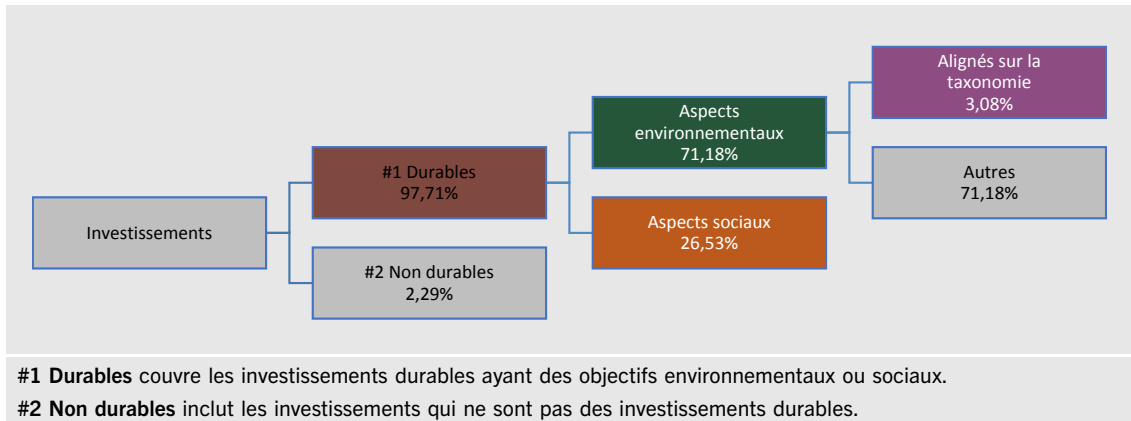 Investissements
#1 Durables
97,71%
#2 Non durables
2,29%
Aspects
environnementaux
71,18%
Aspects sociaux
26,53%
Alignés sur la
taxonomie
3,08%
Autres
71,18%
#1 Durables couvre les investissements durables ayant des objectifs environnementaux ou sociaux.
#2 Non durables inclut les investissements qui ne sont pas des investissements durables.